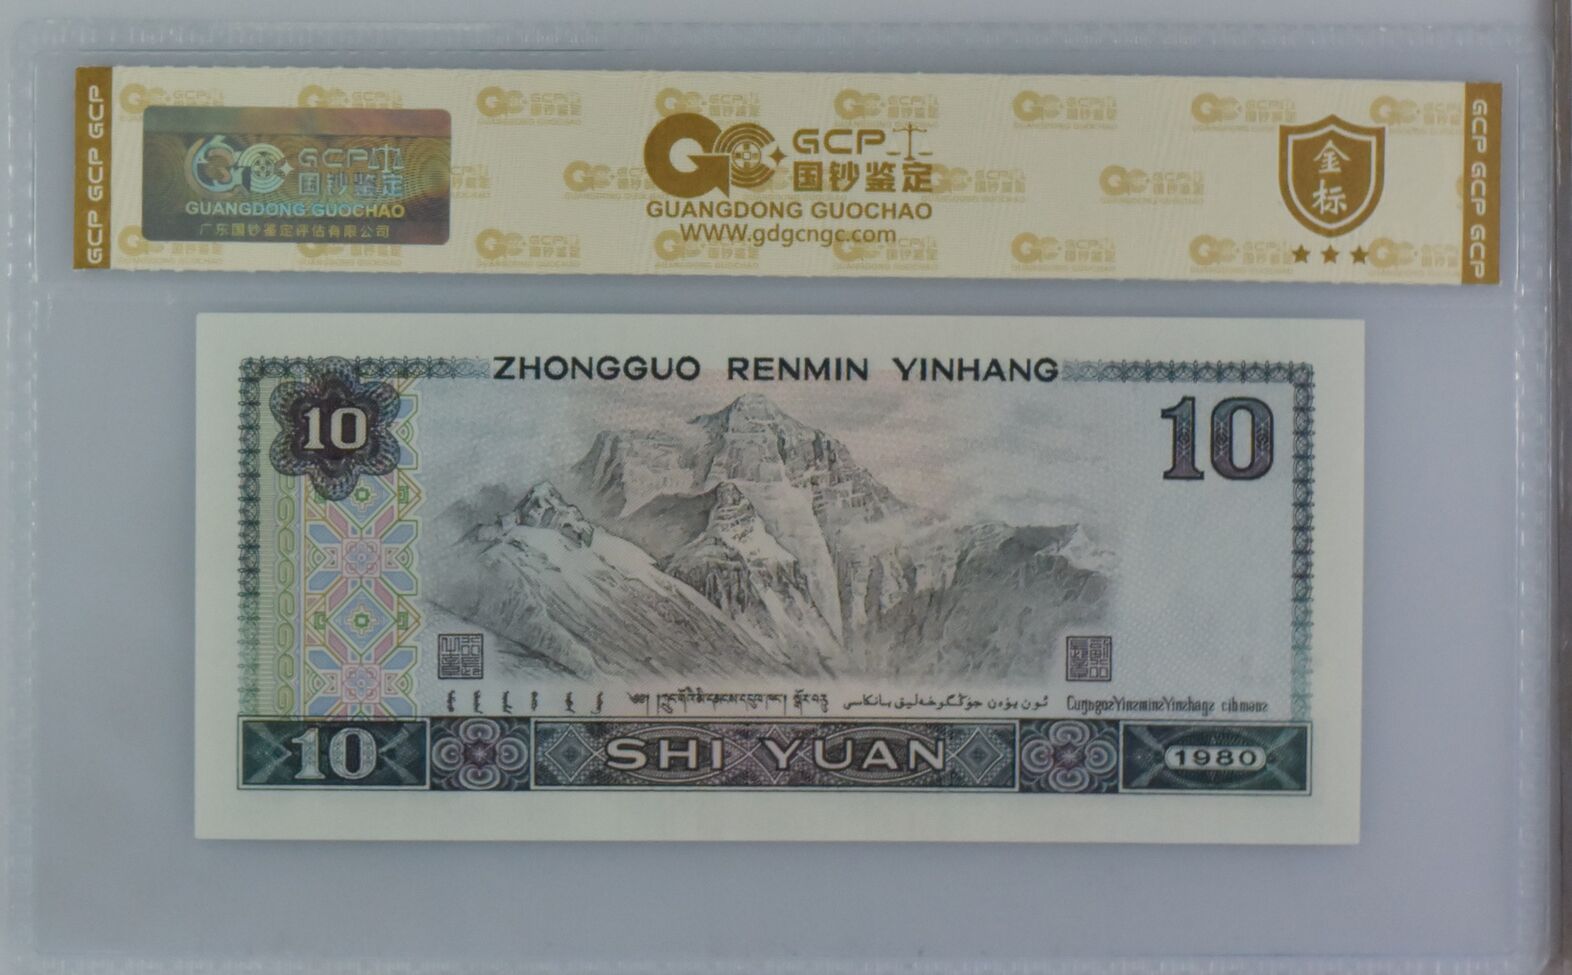 GCP GCP GCP
GCP
国钞鉴定
GUANGDONG GUOCHAO
广东国钞鉴定评估有限公司
GCP
国钞鉴定
GUANGDONG GUOCHAO
WWW.gdgcngc.com
金标
GCP GCP GCP
ZHONGGUO RENMIN YINHANG
10
10
10
SHI YUAN
1980